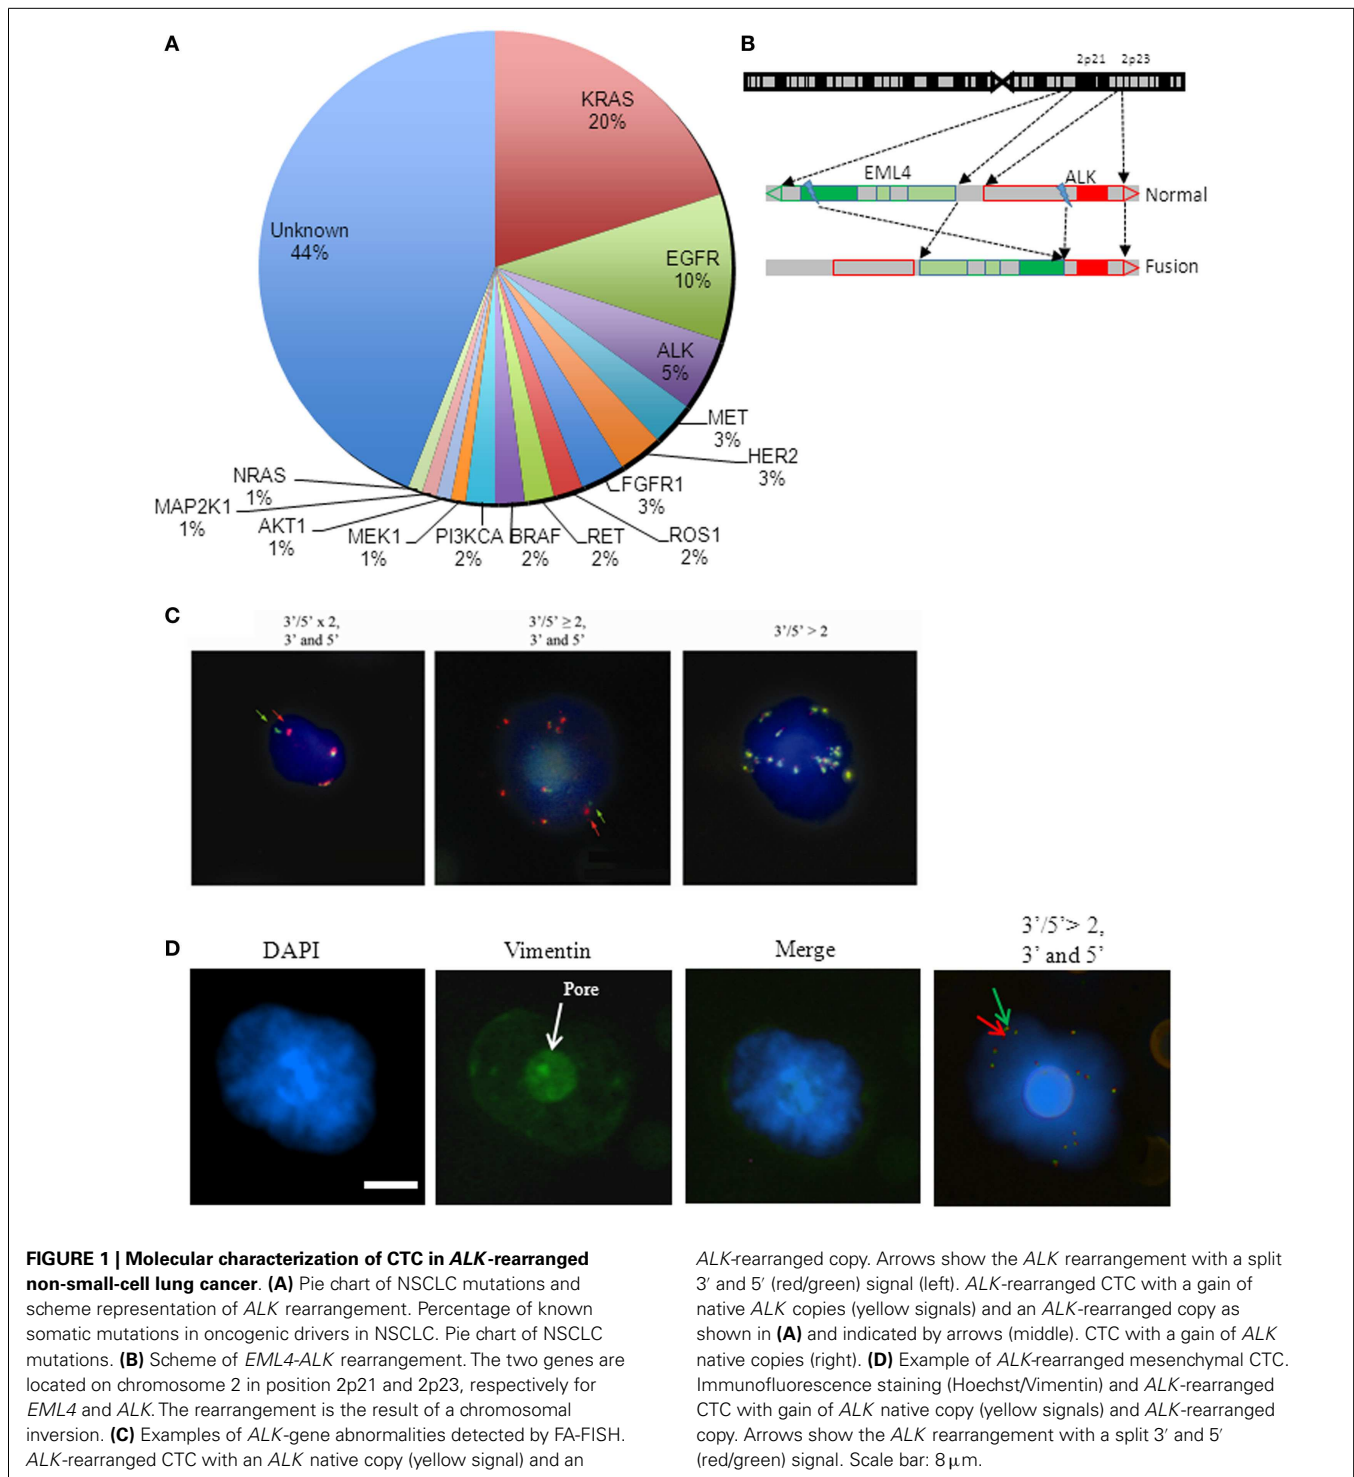 A
KRAS
20%
EGFR
10%
ALK
5%
MET
3%
HER2
3%
FGFR1
3%
ROS1
2%
RET
2%
BRAF
2%
PI3KCA
2%
MEK1
1%
AKT1
1%
MAP2K1
1%
NRAS
1%
Unknown
44%
B
2p21 2p23
EML4 ALK
Normal
Fusion
C
3'/5' x 2,
3' and 5'
3'/5' ≥ 2,
3' and 5'
3'/5' > 2
D
DAPI
Vimentin
Pore
Merge
3'/5'> 2,
3' and 5'
FIGURE 1 | Molecular characterization of CTC in ALK-rearranged
non-small-cell lung cancer. (A) Pie chart of NSCLC mutations and
scheme representation of ALK rearrangement. Percentage of known
somatic mutations in oncogenic drivers in NSCLC. Pie chart of NSCLC
mutations. (B) Scheme of EML4-ALK rearrangement. The two genes are
located on chromosome 2 in position 2p21 and 2p23, respectively for
EML4 and ALK. The rearrangement is the result of a chromosomal
inversion. (C) Examples of ALK-gene abnormalities detected by FA-FISH.
ALK-rearranged CTC with an ALK native copy (yellow signal) and an
ALK-rearranged copy. Arrows show the ALK rearrangement with a split
3′ and 5′ (red/green) signal (left). ALK-rearranged CTC with a gain of
native ALK copies (yellow signals) and an ALK-rearranged copy as
shown in (A) and indicated by arrows (middle). CTC with a gain of ALK
native copies (right). (D) Example of ALK-rearranged mesenchymal CTC.
Immunofluorescence staining (Hoechst/Vimentin) and ALK-rearranged
CTC with gain of ALK native copy (yellow signals) and ALK-rearranged
copy. Arrows show the ALK rearrangement with a split 3′ and 5′
(red/green) signal. Scale bar: 8 μm.